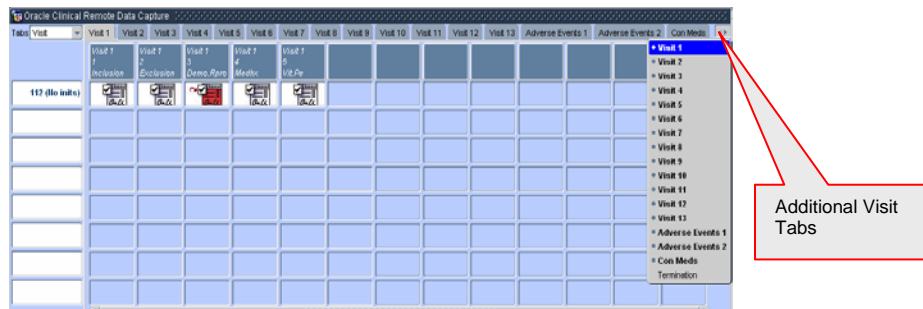 Oracle Clinical Remote Data Capture
Tabs Visit Visit 1 Visit 2 Visit 3 Visit 4 Visit 5 Visit 6 Visit 7 Visit 8 Visit 9 Visit 10 Visit 11 Visit 12 Visit 13 Adverse Events 1 Adverse Events 2 Con Meds
Visit 1 Visit 1 Visit 1 Visit 1 Visit 1
1 2 3 4 5
Inclusion Exclusion Demo.Rpro Medhx Vit.Pe
112 (No inits)
Visit 1
Visit 2
Visit 3
Visit 4
Visit 5
Visit 6
Visit 7
Visit 8
Visit 9
Visit 10
Visit 11
Visit 12
Visit 13
Adverse Events 1
Adverse Events 2
Con Meds
Termination
Additional Visit
Tabs